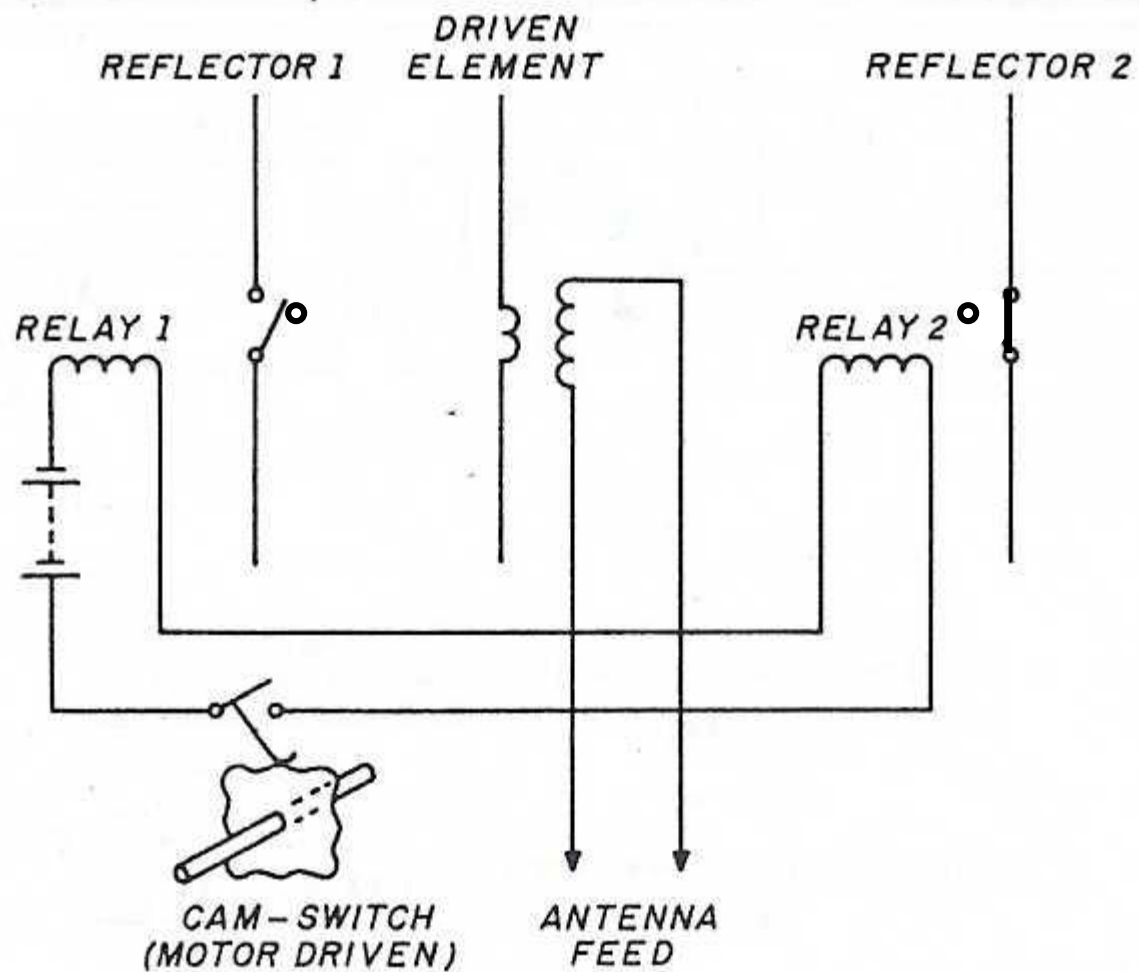 DRIVEN
ELEMENT
REFLECTOR 1
REFLECTOR 2
RELAY 1
RELAY 2
CAM-SWITCH
(MOTOR DRIVEN)
ANTENNA
FEED